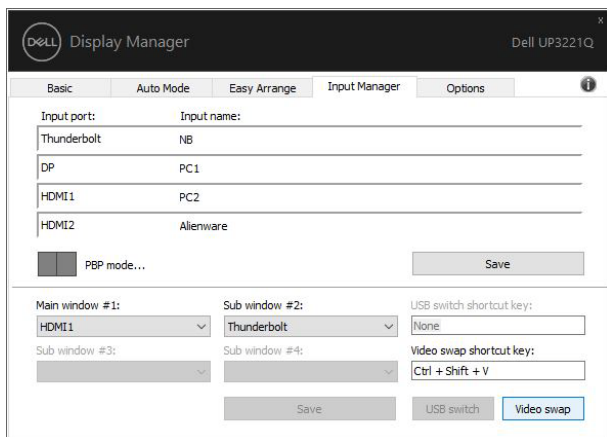 DELL Display Manager Dell UP3221Q
x
Basic Auto Mode Easy Arrange Input Manager Options i
Input port: Input name:
Thunderbolt NB
DP PC1
HDMI1 PC2
HDMI2 Alienware
PBP mode... Save
Main window #1: Sub window #2: USB switch shortcut key:
HDMI1 Thunderbolt None
Sub window #3: Sub window #4: Video swap shortcut key:
Ctrl + Shift + V
Save USB switch Video swap